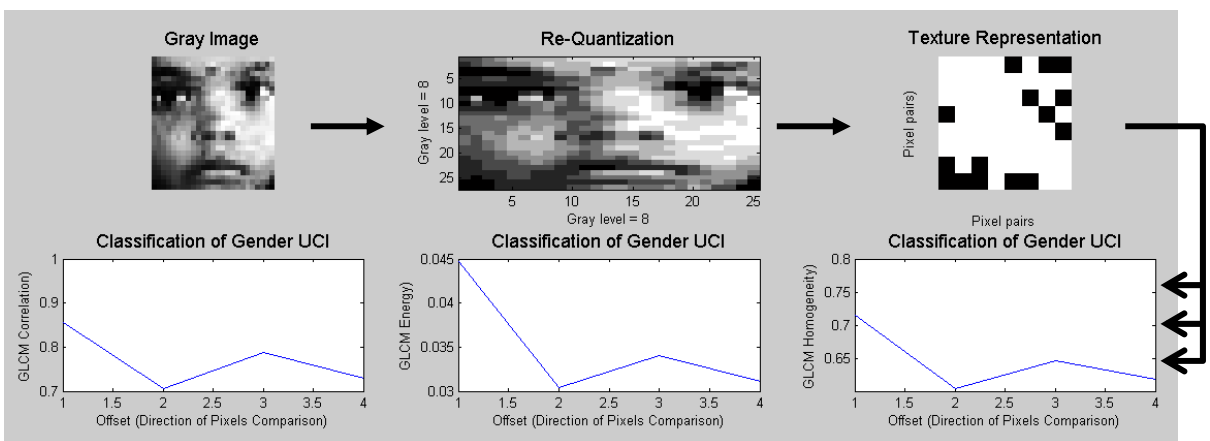 Gray Image
Re-Quantization
Texture Representation
Gray level = 8
5
10
15
20
25
5
10
15
20
25
Gray level = 8
Pixel pairs)
Pixel pairs
Classification of Gender UCI
GLCM Correlation)
1
0.9
0.8
0.7
1
1.5
2
2.5
3
3.5
4
Offset (Direction of Pixels Comparison)
Classification of Gender UCI
GLCM Energy)
0.045
0.04
0.035
0.03
1
1.5
2
2.5
3
3.5
4
Offset (Direction of Pixels Comparison)
Classification of Gender UCI
GLCM Homogeneity)
0.8
0.75
0.7
0.65
1
1.5
2
2.5
3
3.5
4
Offset (Direction of Pixels Comparison)